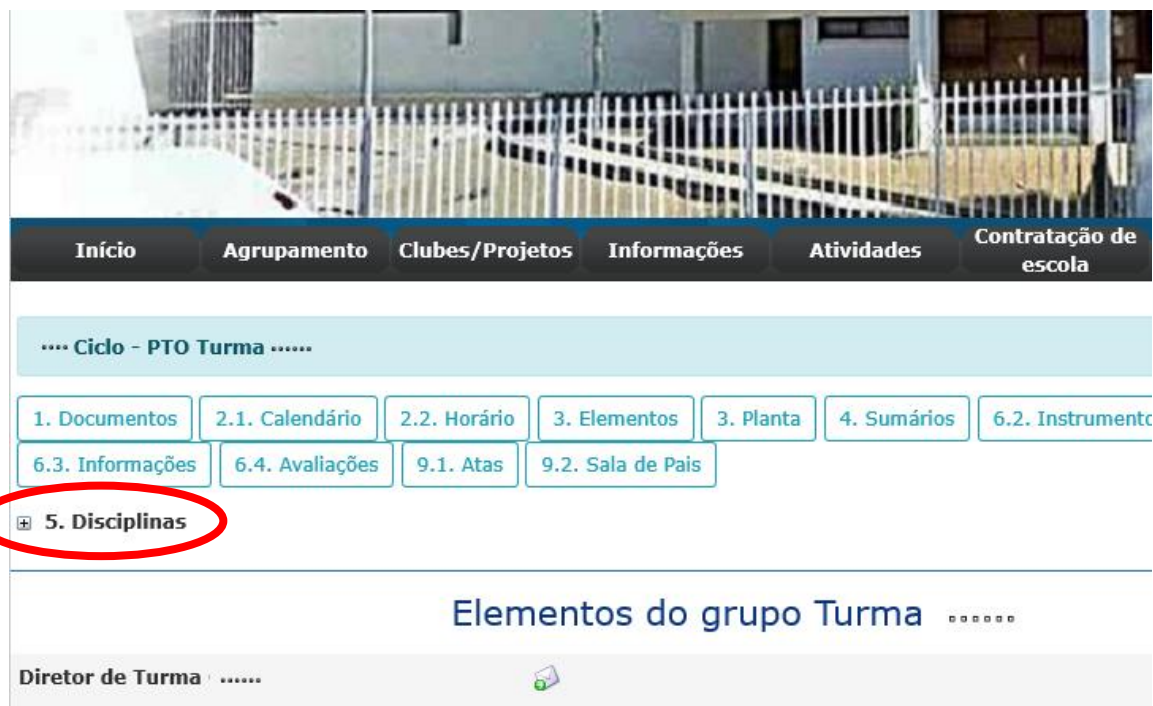 Início Agrupamento Clubes/Projetos Informações Atividades Contratação de escola
.... Ciclo - PTO Turma ......
1. Documentos 2.1. Calendário 2.2. Horário 3. Elementos 3. Planta 4. Sumários 6.2. Instrumento
6.3. Informações 6.4. Avaliações 9.1. Atas 9.2. Sala de Pais
5. Disciplinas
Elementos do grupo Turma ......
Diretor de Turma ......